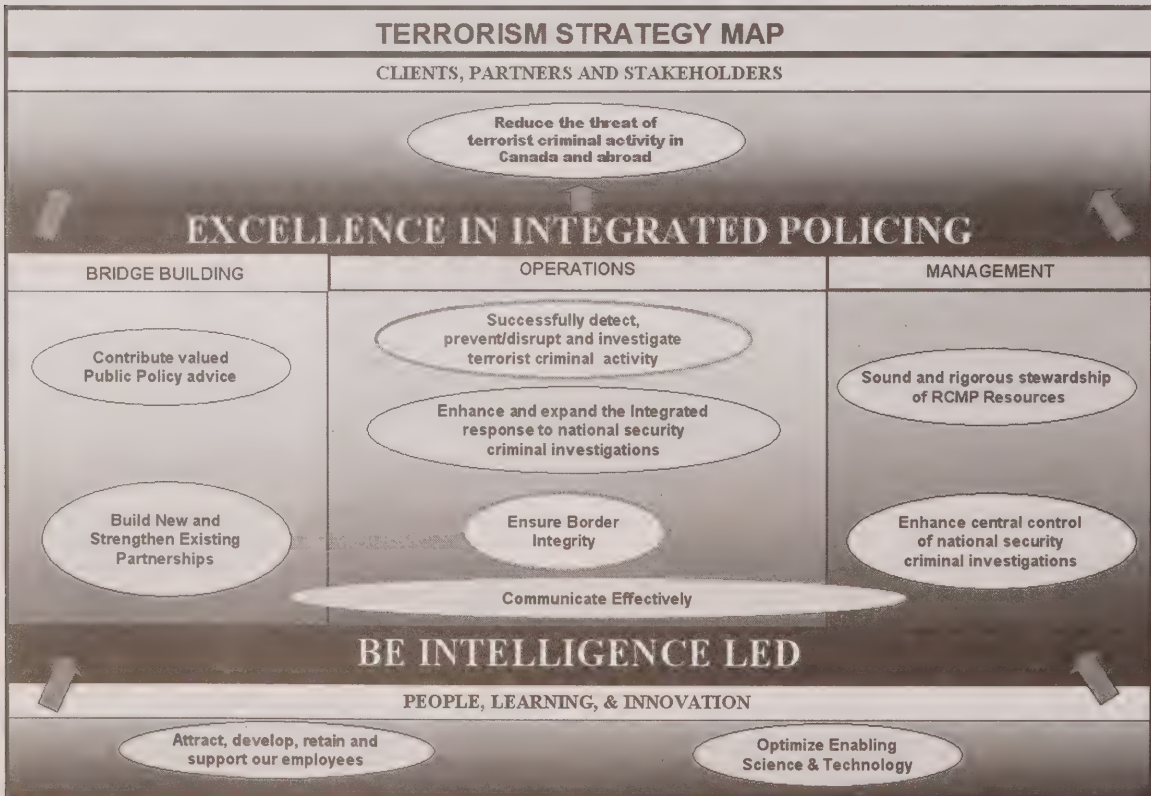 TERRORISM STRATEGY MAP
CLIENTS, PARTNERS AND STAKEHOLDERS
Reduce the threat of
terrorist criminal activity in
Canada and abroad
EXCELLENCE IN INTEGRATED POLICING
BRIDGE BUILDING
Contribute valued
Public Policy advice
Build New and
Strengthen Existing
Partnerships
OPERATIONS
Successfully detect,
prevent/disrupt and investigate
terrorist criminal activity
Enhance and expand the Integrated
response to national security
criminal investigations
Ensure Border
Integrity
Communicate Effectively
MANAGEMENT
Sound and rigorous stewardship
of RCMP Resources
Enhance central control
of national security
criminal investigations
BE INTELLIGENCE LED
PEOPLE, LEARNING, & INNOVATION
Attract, develop, retain and
support our employees
Optimize Enabling
Science & Technology